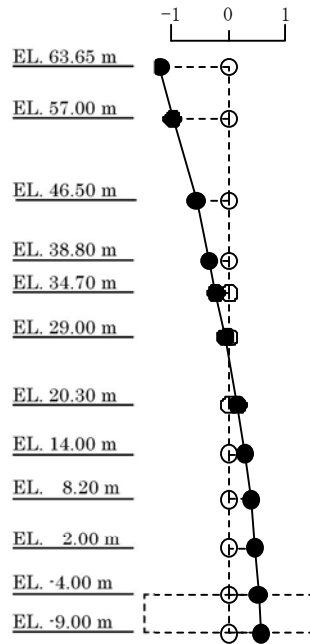 -1 0 1
EL. 63.65 m
EL. 57.00 m
EL. 46.50 m
EL. 38.80 m
EL. 34.70 m
EL. 29.00 m
EL. 20.30 m
EL. 14.00 m
EL. 8.20 m
EL. 2.00 m
EL. -4.00 m
EL. -9.00 m